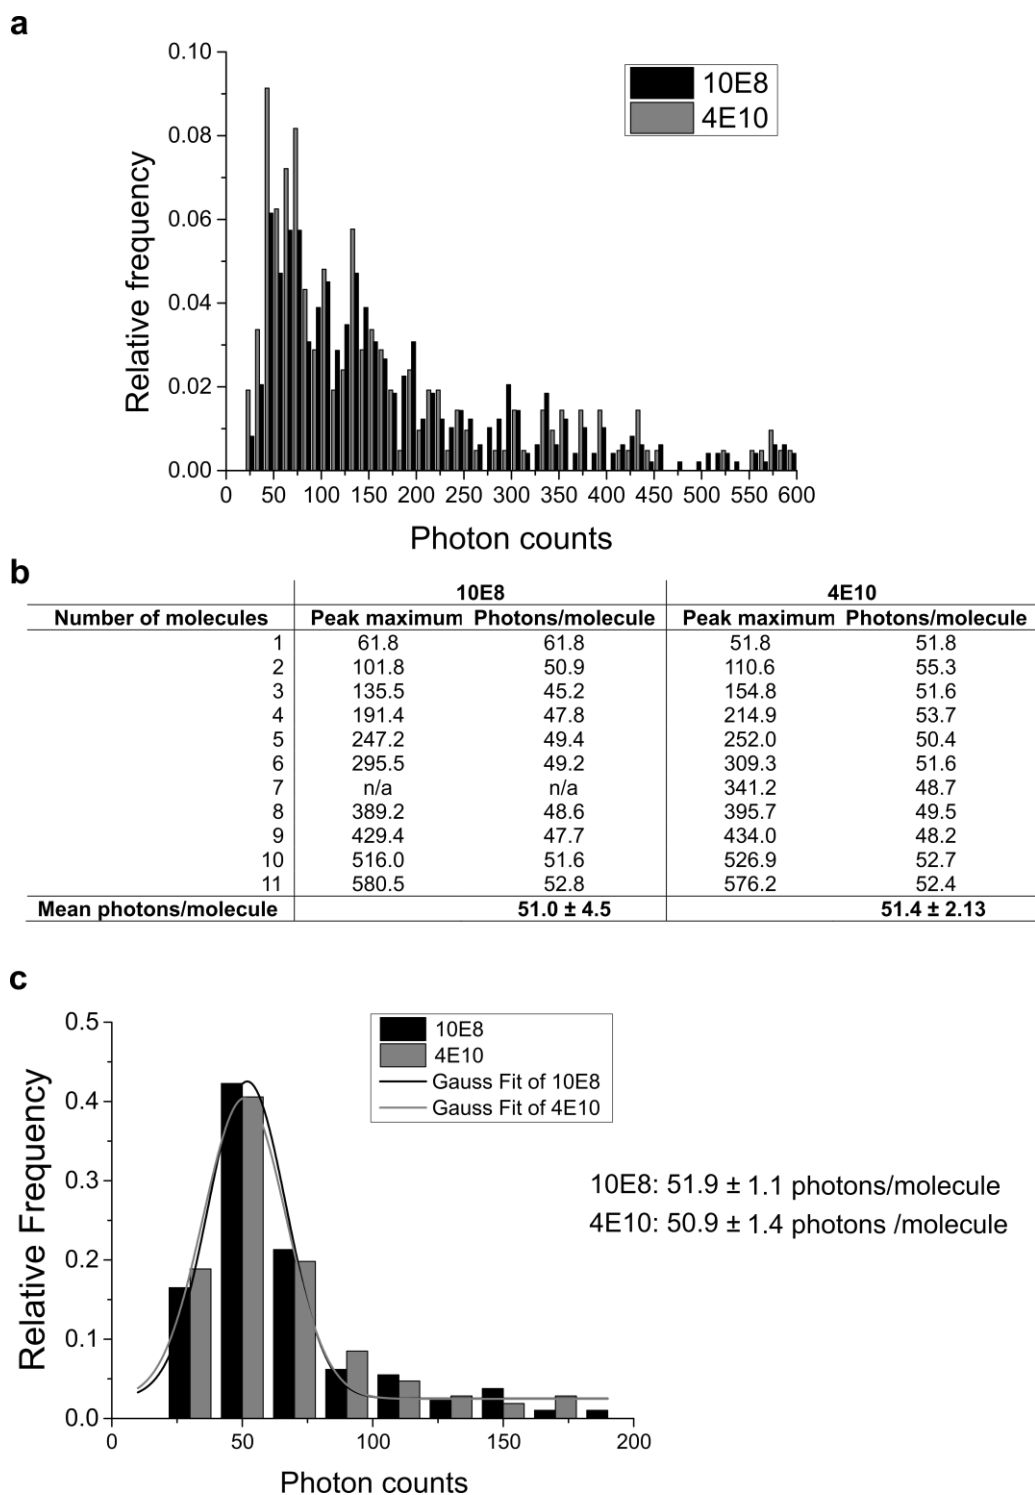 a
0.10
0.08
0.06
0.04
0.02
0.00
Relative frequency
10E8
4E10
0 50 100 150 200 250 300 350 400 450 500 550 600
Photon counts
b
10E8 4E10
Number of molecules Peak maximum Photons/molecule Peak maximum Photons/molecule
1 61.8 61.8 51.8 51.8
2 101.8 50.9 110.6 55.3
3 135.5 45.2 154.8 51.6
4 191.4 47.8 214.9 53.7
5 247.2 49.4 252.0 50.4
6 295.5 49.2 309.3 51.6
7 n/a n/a 341.2 48.7
8 389.2 48.6 395.7 49.5
9 429.4 47.7 434.0 48.2
10 516.0 51.6 526.9 52.7
11 580.5 52.8 576.2 52.4
Mean photons/molecule 51.0 ± 4.5 51.4 ± 2.13
c
0.5
0.4
0.3
0.2
0.1
0.0
Relative Frequency
10E8
4E10
Gauss Fit of 10E8
Gauss Fit of 4E10
10E8: 51.9 ± 1.1 photons/molecule
4E10: 50.9 ± 1.4 photons /molecule
0 50 100 150 200
Photon counts